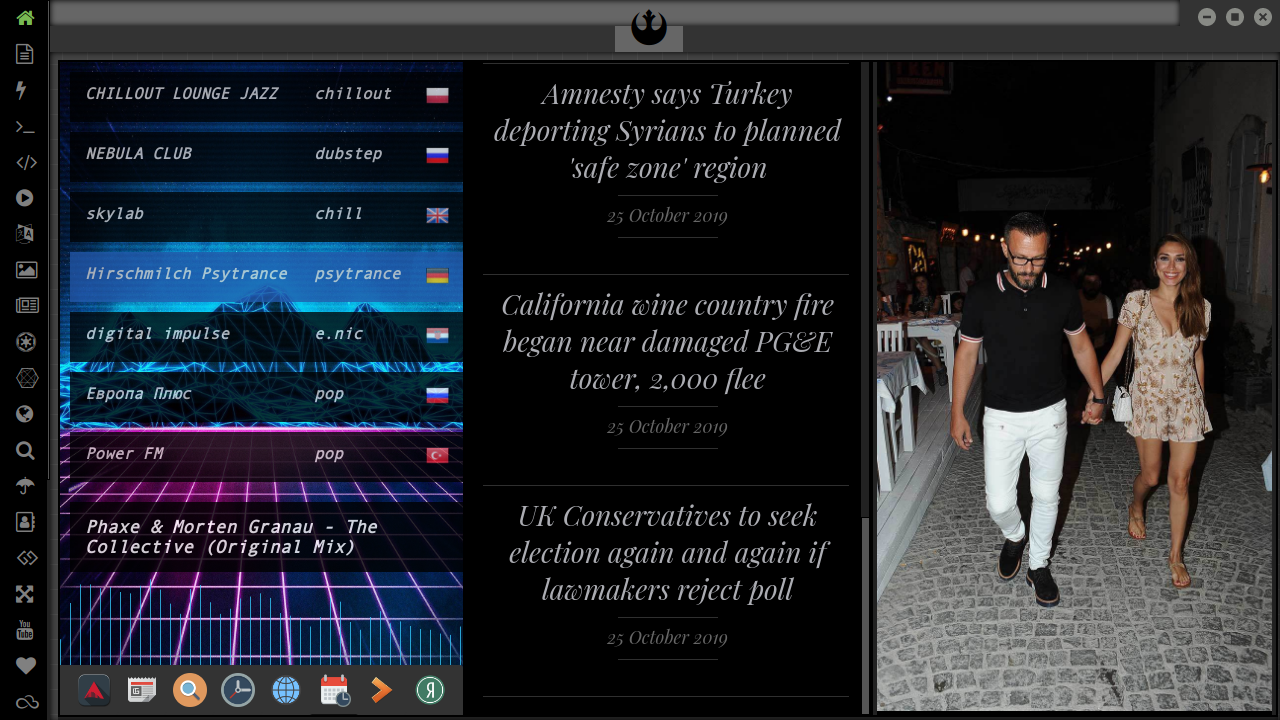 CHILLOUT LOUNGE JAZZ chillout
NEBULA CLUB dubstep
skylab chill
Hirschmilch Psytrance psytrance
digital impulse e.nic
Европа Плюс pop
Power FM pop
Phaxe & Morten Granau - The
Collective (Original Mix)
Amnesty says Turkey
deporting Syrians to planned
'safe zone' region
25 October 2019
California wine country fire
began near damaged PG&E
tower, 2,000 flee
25 October 2019
UK Conservatives to seek
election again and again if
lawmakers reject poll
25 October 2019
You
Tube
Я